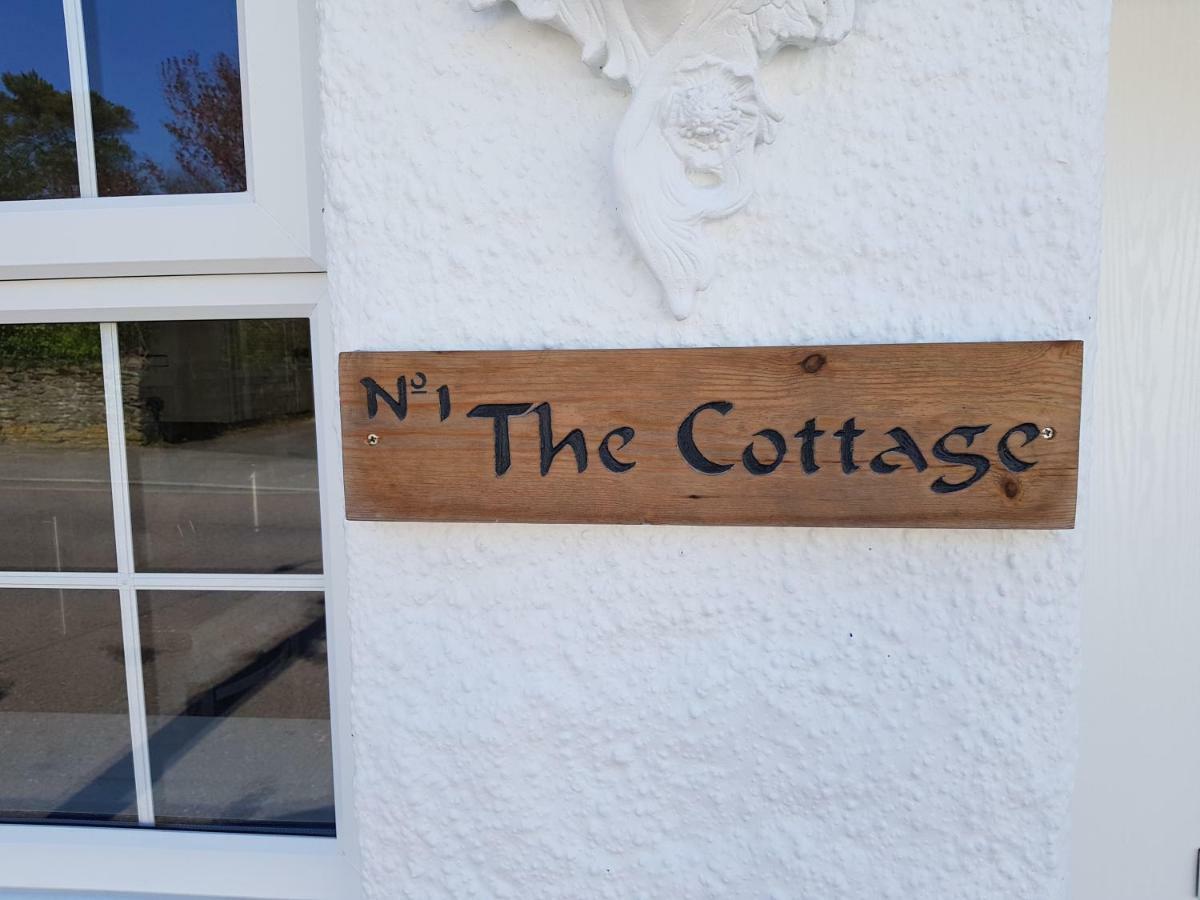 Nº 1
The Cottage